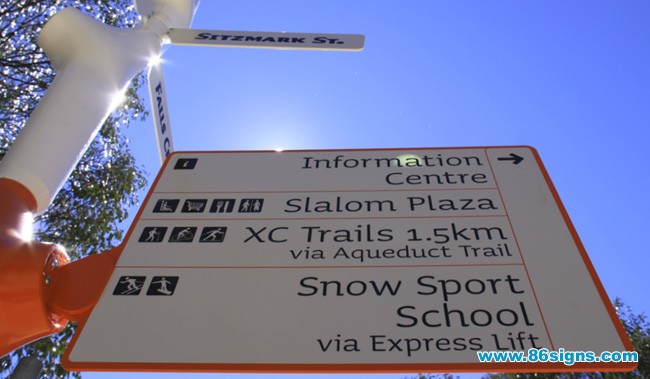 Sitzmark St.
Falls C
Information
Centre
Slalom Plaza
XC Trails 1.5km
via Aqueduct Trail
Snow Sport
School
via Express Lift
www.86signs.com